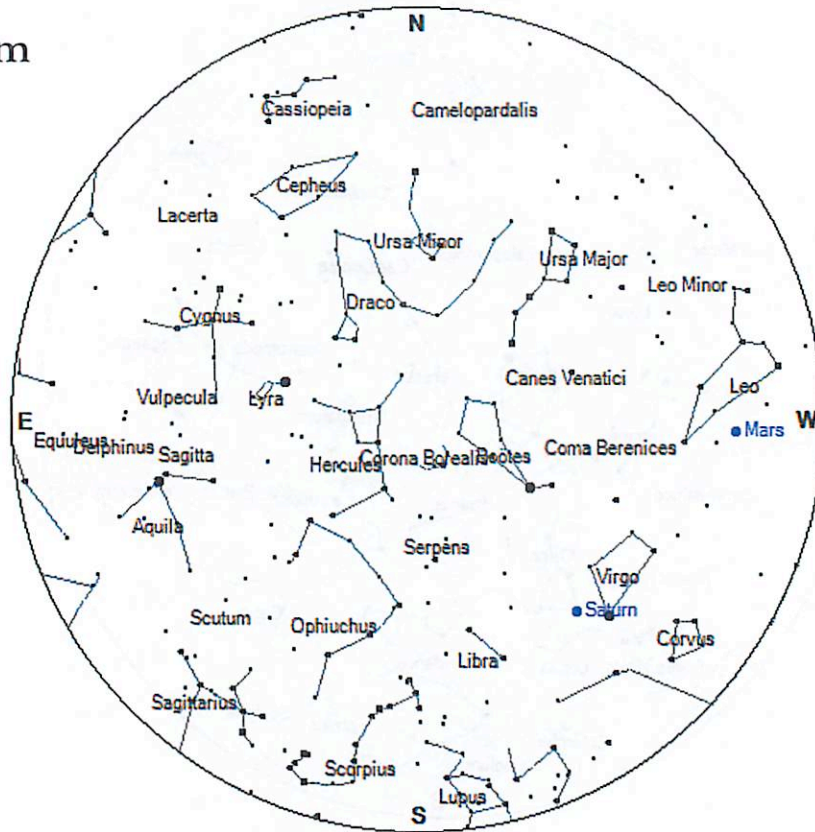 m
N
Cassiopeia
Camelopardalis
Cepheus
Lacerta
Ursa Minor
Ursa Major
Leo Minor
Draco
Cygnus
Canes Venatici
Leo
Vulpecula
Lyra
E
Mars
W
Equuleus
Delphinus
Sagitta
Hercules
Corona Borealis
Bootes
Coma Berenices
Aquila
Serpens
Virgo
Saturn
Scutum
Ophiuchus
Corvus
Libra
Sagittarius
Scorpius
Lupus
S